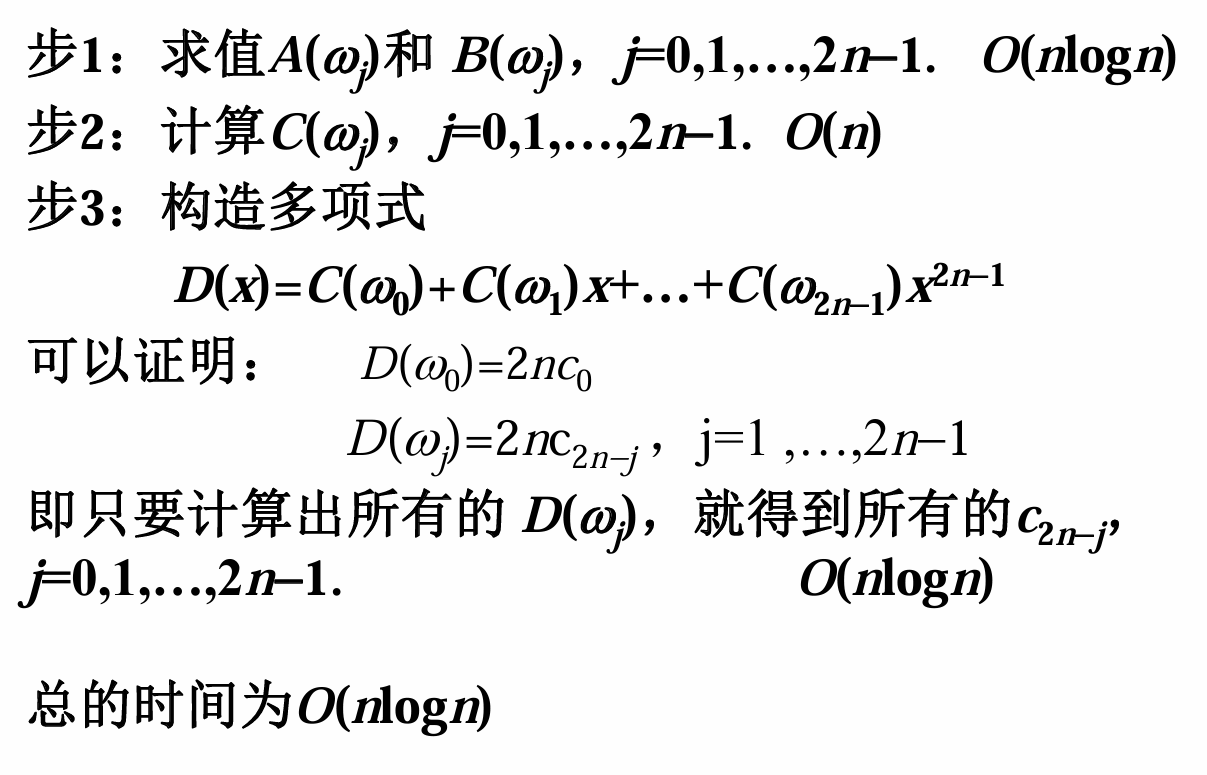 步1：求值A(ωj)和 B(ωj)，j=0,1,…,2n–1. O(nlogn)
步2：计算C(ωj)，j=0,1,…,2n–1. O(n)
步3：构造多项式
D(x)=C(ω0)+C(ω1)x+…+C(ω2n–1)x2n–1
可以证明： D(ω0)=2nc0
D(ωj)=2nc2n–j，j=1 ,…,2n–1
即只要计算出所有的 D(ωj)，就得到所有的c2n–j,
j=0,1,…,2n–1. O(nlogn)
总的时间为O(nlogn)